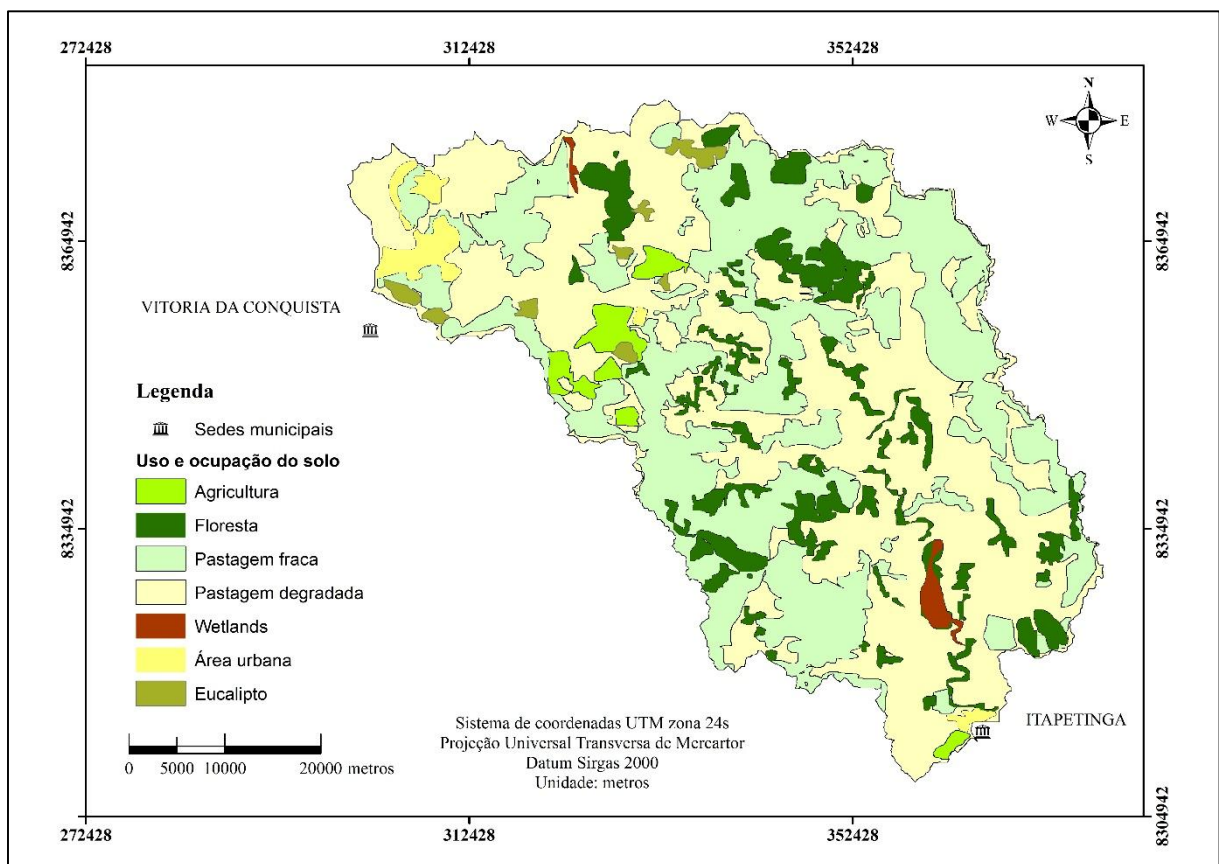 272428
312428
352428
N
W
E
S
8364942
8364942
VITORIA DA CONQUISTA
Legenda
Sedes municipais
Uso e ocupação do solo
Agricultura
Floresta
Pastagem fraca
Pastagem degradada
Wetlands
Área urbana
Eucalipto
8334942
8334942
ITAPETINGA
Sistema de coordenadas UTM zona 24s
Projeção Universal Transversa de Mercartor
Datum Sirgas 2000
Unidade: metros
0 5000 10000 20000 metros
8304942
272428
312428
352428